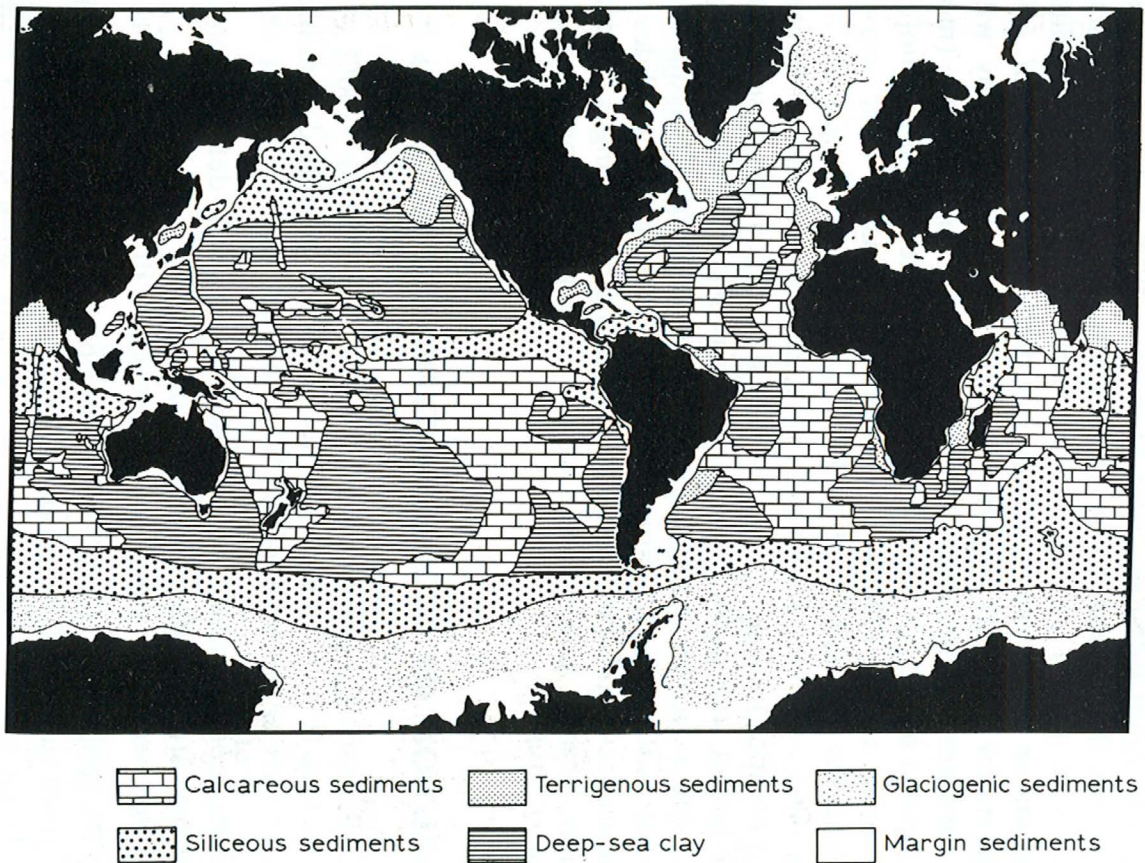 Calcareous sediments
Terrigenous sediments
Glaciogenic sediments
Siliceous sediments
Deep-sea clay
Margin sediments